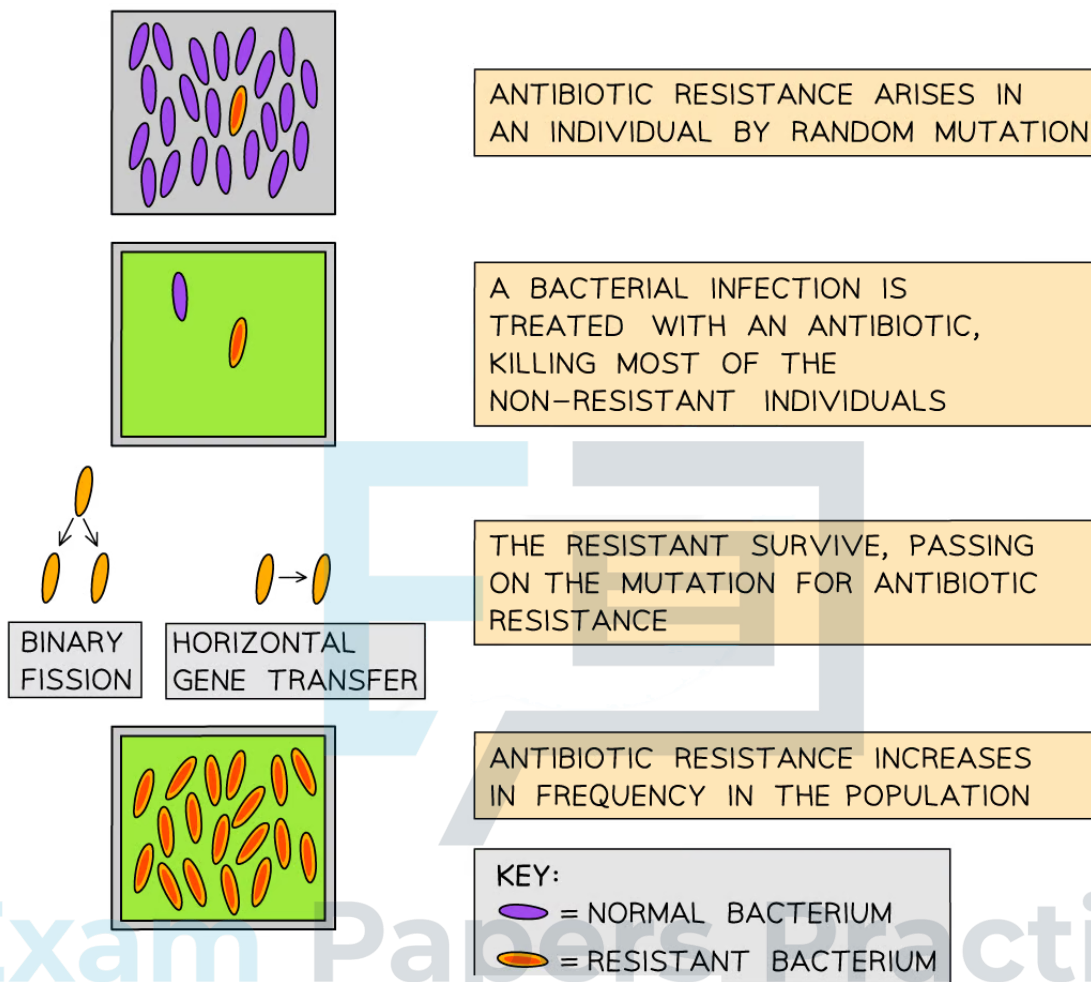 ANTIBIOTIC RESISTANCE ARISES IN
AN INDIVIDUAL BY RANDOM MUTATION
A BACTERIAL INFECTION IS
TREATED WITH AN ANTIBIOTIC,
KILLING MOST OF THE
NON-RESISTANT INDIVIDUALS
THE RESISTANT SURVIVE, PASSING
ON THE MUTATION FOR ANTIBIOTIC
RESISTANCE
BINARY
FISSION
HORIZONTAL
GENE TRANSFER
ANTIBIOTIC RESISTANCE INCREASES
IN FREQUENCY IN THE POPULATION
KEY:
= NORMAL BACTERIUM
= RESISTANT BACTERIUM
xam Papers Practi